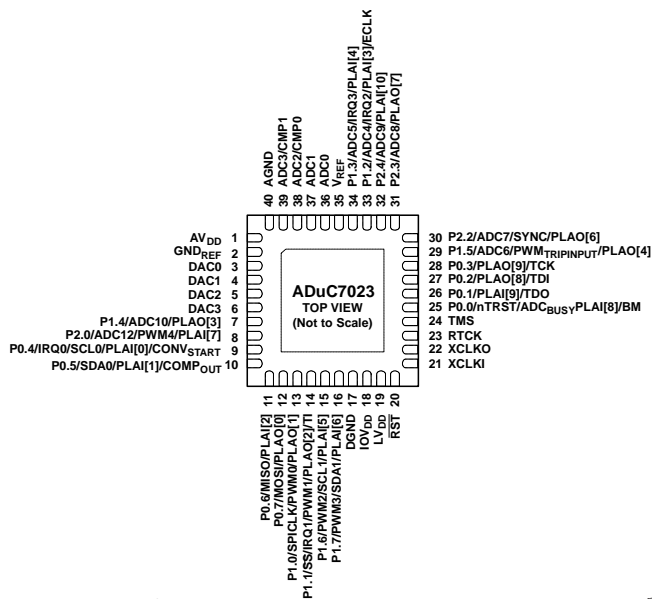 40 AGND
39 ADC3/CMP1
38 ADC2/CMP0
37 ADC1
36 ADC0
35 VREF
34 P1.3/ADC5/IRQ3/PLAI[4]
33 P1.2/ADC4/IRQ2/PLAI[3]/ECLK
32 P2.4/ADC9/PLAI[10]
31 P2.3/ADC8/PLAO[7]
AVDD 1
GNDREF 2
DAC0 3
DAC1 4
DAC2 5
DAC3 6
P1.4/ADC10/PLAO[3] 7
P2.0/ADC12/PWM4/PLAI[7] 8
P0.4/IRQ0/SCL0/PLAI[0]/CONVSTART 9
P0.5/SDA0/PLAI[1]/COMPOUT 10
ADuC7023
TOP VIEW
(Not to Scale)
30 P2.2/ADC7/SYNC/PLAO[6]
29 P1.5/ADC6/PWMTRIPINPUT/PLAO[4]
28 P0.3/PLAO[9]/TCK
27 P0.2/PLAO[8]/TDI
26 P0.1/PLAI[9]/TDO
25 P0.0/nTRST/ADCBUSYPLAI[8]/BM
24 TMS
23 RTCK
22 XCLKO
21 XCLKI
P0.6/MISO/PLAI[2] 11
P0.7/MOSI/PLAO[0] 12
P1.0/SPICLK/PWM0/PLAO[1] 13
P1.1/SS/IRQ1/PWM1/PLAO[2]/TI 14
P1.6/PWM2/SCL1/PLAI[5] 15
P1.7/PWM3/SDA1/PLAI[6] 16
DGND 17
IOVDD 18
LVDD 19
RST 20